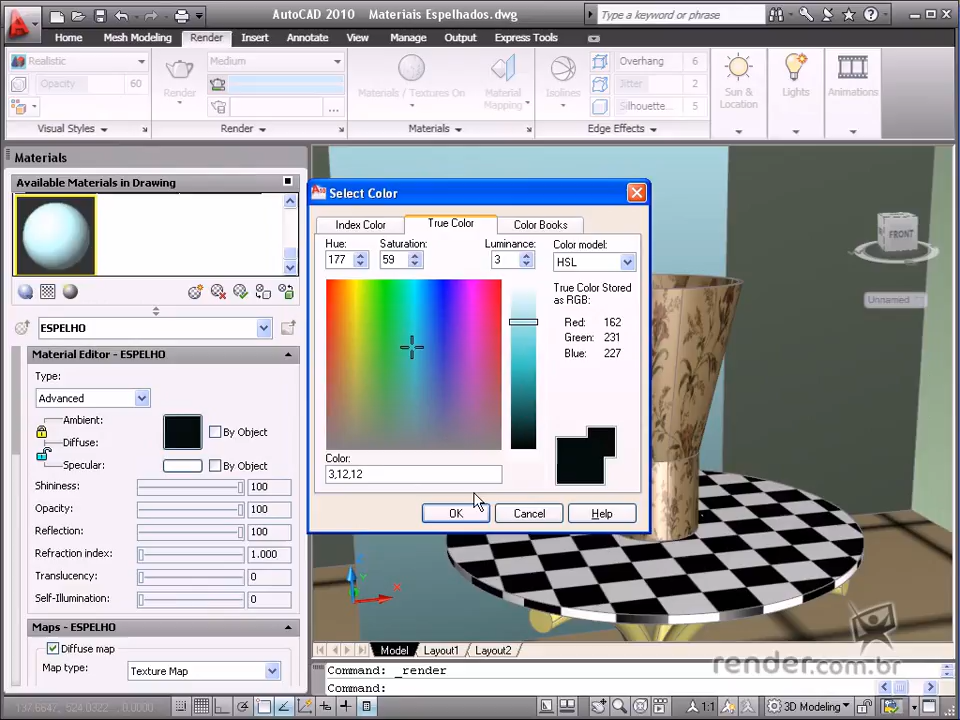 AutoCAD 2010 Materiais Espelhados.dwg
Type a keyword or phrase
Home Mesh Modeling Render Insert Annotate View Manage Output Express Tools
Realistic
Opacity 60
Visual Styles
Render
Medium
...
Render
Materials / Textures On
Material Mapping
Materials
Isolines
Overhang 6
Jitter 2
Silhouette... 5
Edge Effects
Sun & Location
Lights
Animations
Materials
Available Materials in Drawing
ESPELHO
Material Editor - ESPELHO
Type:
Advanced
Ambient:
By Object
Diffuse:
Specular:
By Object
Shininess: 100
Opacity: 100
Reflection: 100
Refraction index: 1.000
Translucency: 0
Self-Illumination: 0
Maps - ESPELHO
Diffuse map
Map type: Texture Map
Select Color
Index Color True Color Color Books
Hue: Saturation: Luminance: Color model:
177 59 3 HSL
True Color Stored as RGB:
Red: 162
Green: 231
Blue: 227
Color:
3,12,12
OK Cancel Help
FRONT
Unnamed
render.com.br
Model Layout1 Layout2
Command: _render
Command:
137.6647, 524.0322, 0.0000
1:1
3D Modeling